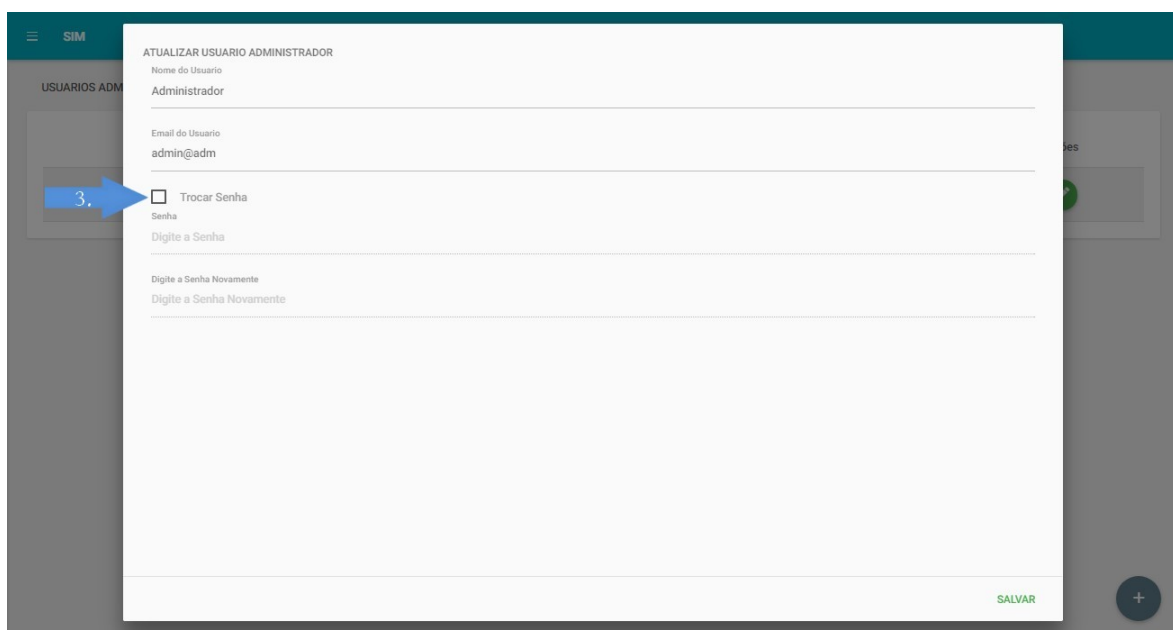 SIM
ATUALIZAR USUARIO ADMINISTRADOR
Nome do Usuario
USUARIOS ADM
Administrador
Email do Usuario
admin@adm
ões
3.
Trocar Senha
Senha
Digite a Senha
Digite a Senha Novamente
Digite a Senha Novamente
SALVAR
+